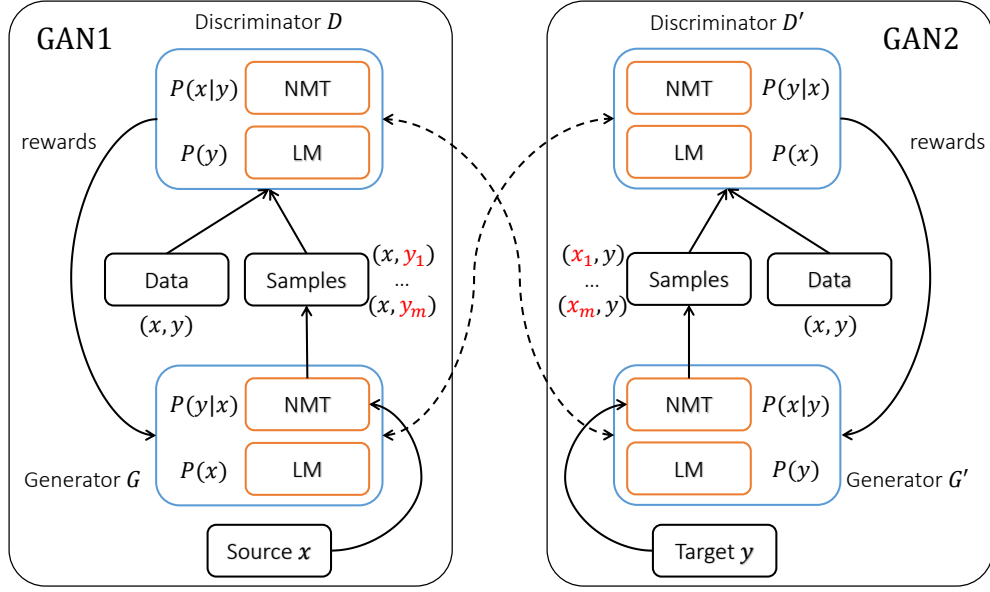 GAN1
Discriminator D
P(x|y)
NMT
P(y)
LM
rewards
Data
(x, y)
Samples
(x, y₁)
...
(x, yₘ)
P(y|x)
NMT
P(x)
LM
Generator G
Source x
GAN2
Discriminator D′
NMT
P(y|x)
LM
P(x)
rewards
(x₁, y)
...
(xₘ, y)
Samples
Data
(x, y)
NMT
P(x|y)
LM
P(y)
Generator G′
Target y